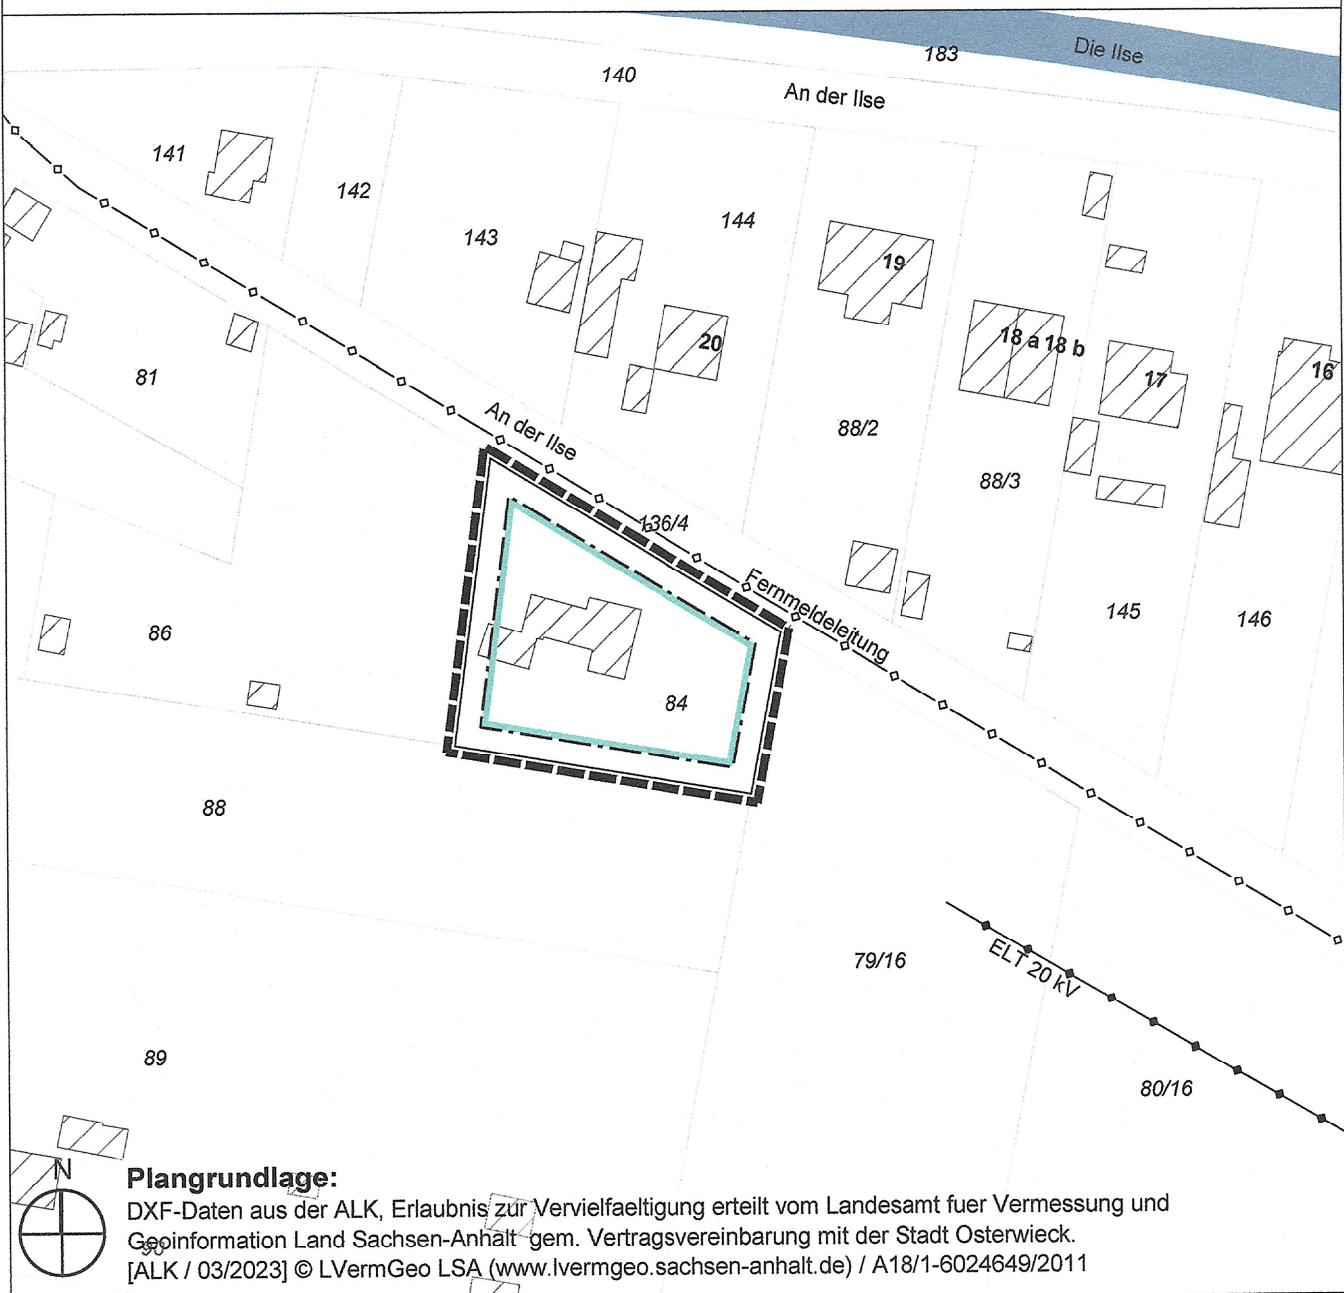 183
Die Ilse
140
An der Ilse
141
142
143
144
19
20
18 a 18 b
17
16
81
An der Ilse
88/2
88/3
136/4
Fernmeldeleitung
86
145
146
84
88
79/16
ELT 20 kV
89
80/16
N
Plangrundlage:
DXF-Daten aus der ALK, Erlaubnis zur Vervielfaeltigung erteilt vom Landesamt fuer Vermessung und
Geoinformation Land Sachsen-Anhalt gem. Vertragsvereinbarung mit der Stadt Osterwieck.
90
[ALK / 03/2023] © LVermGeo LSA (www.lvermgeo.sachsen-anhalt.de) / A18/1-6024649/2011